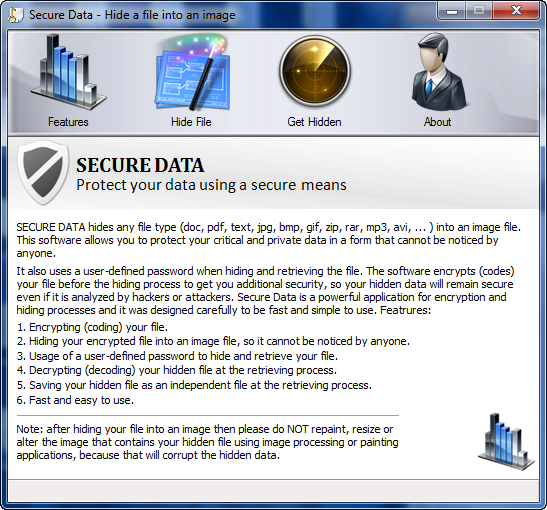 Secure Data - Hide a file into an image
Features
Hide File
Get Hidden
About
SECURE DATA
Protect your data using a secure means
SECURE DATA hides any file type (doc, pdf, text, jpg, bmp, gif, zip, rar, mp3, avi, ... ) into an image file.
This software allows you to protect your critical and private data in a form that cannot be noticed by
anyone.
It also uses a user-defined password when hiding and retrieving the file. The software encrypts (codes)
your file before the hiding process to get you additional security, so your hidden data will remain secure
even if it is analyzed by hackers or attackers. Secure Data is a powerful application for encryption and
hiding processes and it was designed carefully to be fast and simple to use. Featrures:
1. Encrypting (coding) your file.
2. Hiding your encrypted file into an image file, so it cannot be noticed by anyone.
3. Usage of a user-defined password to hide and retrieve your file.
4. Decrypting (decoding) your hidden file at the retrieving process.
5. Saving your hidden file as an independent file at the retrieving process.
6. Fast and easy to use.
Note: after hiding your file into an image then please do NOT repaint, resize or
alter the image that contains your hidden file using image processing or painting
applications, because that will corrupt the hidden data.